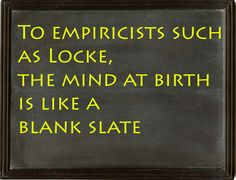 To empiricists such
as Locke,
the mind at birth
is like a
blank slate